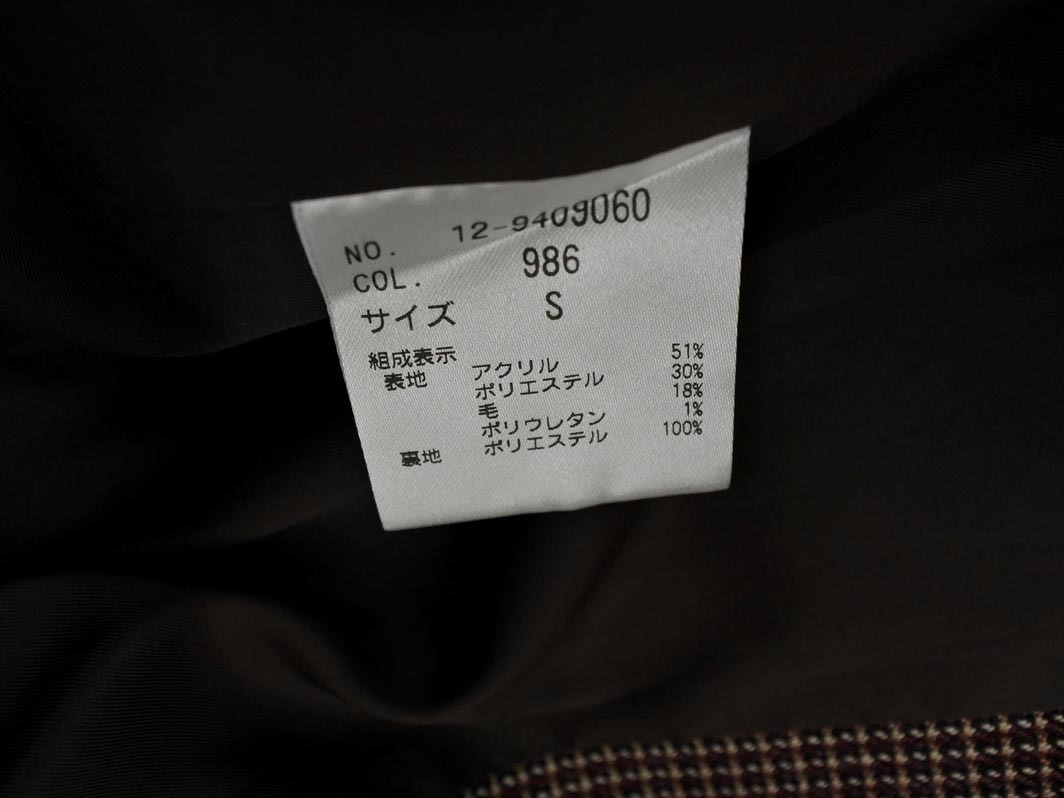 NO. 12-9409060
COL. 986
サイズ S
組成表示
表地 アクリル 51%
ポリエステル 30%
毛 18%
ポリウレタン 1%
裏地 ポリエステル 100%